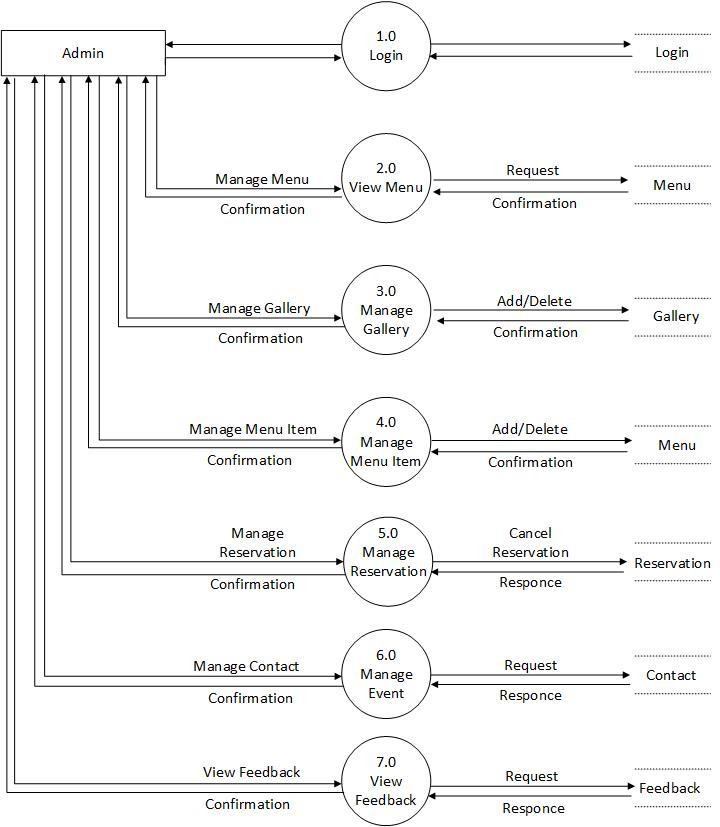 1.0
Login
Admin
Login
2.0
View Menu
Manage Menu
Confirmation
Request
Confirmation
Menu
3.0
Manage
Gallery
Manage Gallery
Confirmation
Add/Delete
Confirmation
Gallery
4.0
Manage
Menu Item
Manage Menu Item
Confirmation
Add/Delete
Confirmation
Menu
5.0
Manage
Reservation
Manage
Reservation
Confirmation
Cancel
Reservation
Responce
Reservation
6.0
Manage
Event
Manage Contact
Confirmation
Request
Responce
Contact
7.0
View
Feedback
View Feedback
Confirmation
Request
Responce
Feedback